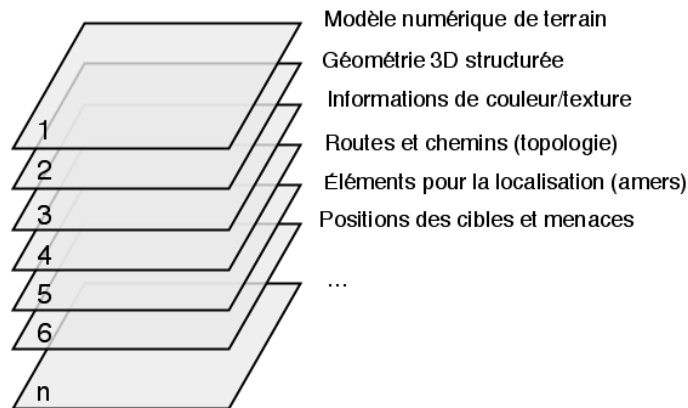 Modèle numérique de terrain
Géométrie 3D structurée
Informations de couleur/texture
1
Routes et chemins (topologie)
2
Éléments pour la localisation (amers)
3
Positions des cibles et menaces
4
...
5
6
n